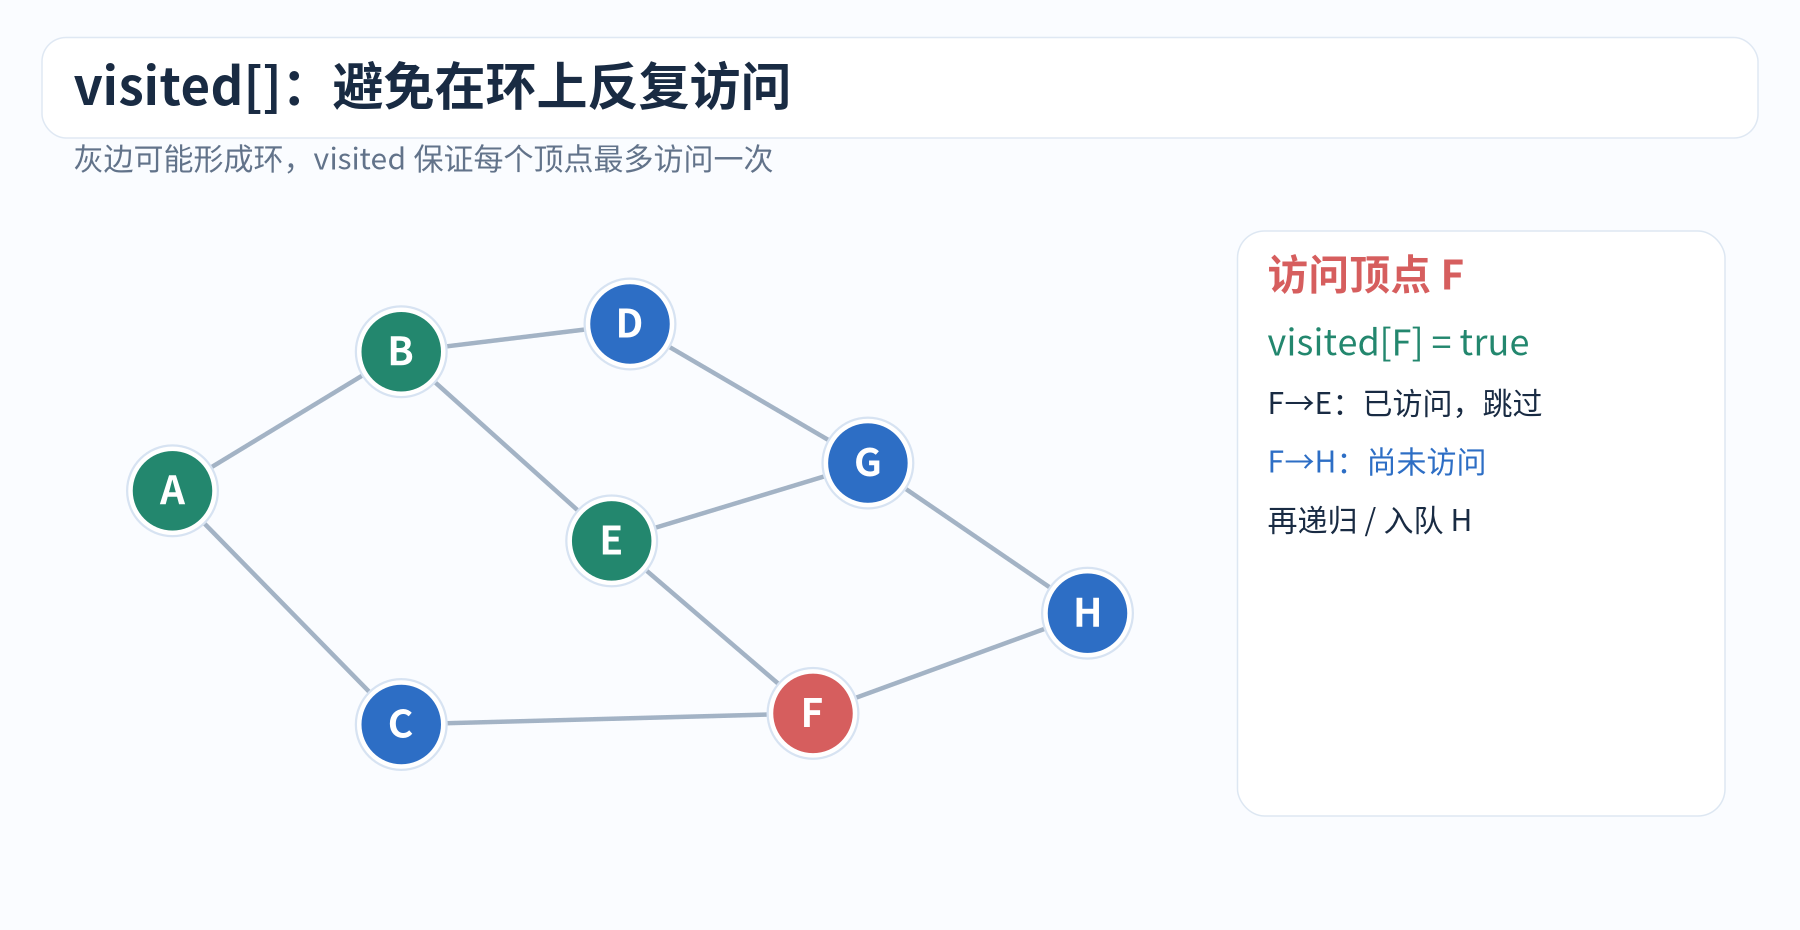 visited[]：避免在环上反复访问
灰边可能形成环，visited 保证每个顶点最多访问一次
访问顶点 F
visited[F] = true
F→E：已访问，跳过
F→H：尚未访问
再递归 / 入队 H
D
B
G
A
E
H
F
C